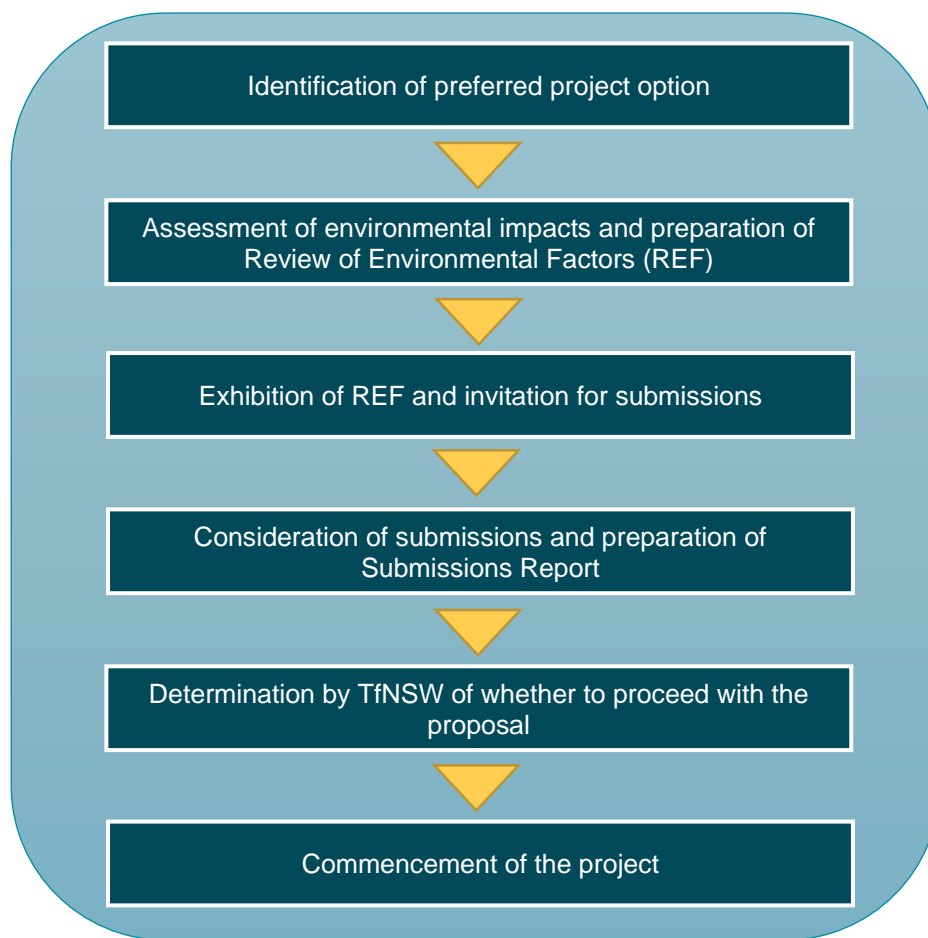 Identification of preferred project option
Assessment of environmental impacts and preparation of
Review of Environmental Factors (REF)
Exhibition of REF and invitation for submissions
Consideration of submissions and preparation of
Submissions Report
Determination by TfNSW of whether to proceed with the
proposal
Commencement of the project